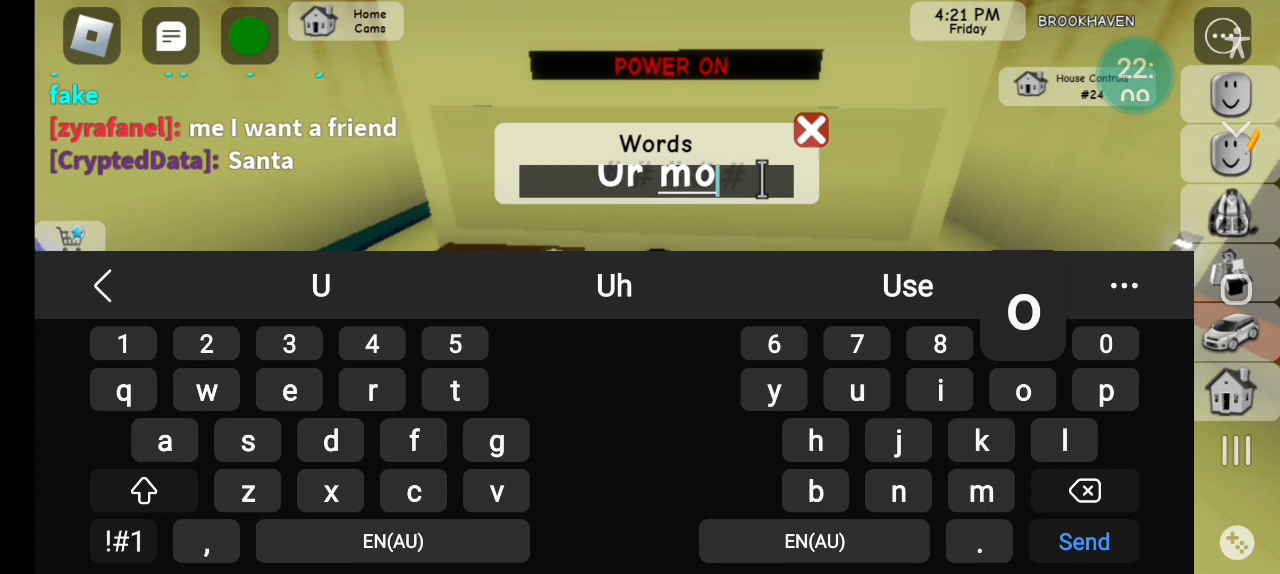 Home
Cams
4:21 PM
Friday
BROOKHAVEN
POWER ON
House Controls
#24
22:
09
fake
[zyrafanel]: me I want a friend
[CryptedData]: Santa
Words
Ur mo
U Uh Use
o
1 2 3 4 5 6 7 8 0
q w e r t y u i o p
a s d f g h j k l
z x c v b n m
!#1 , EN(AU) EN(AU) . Send